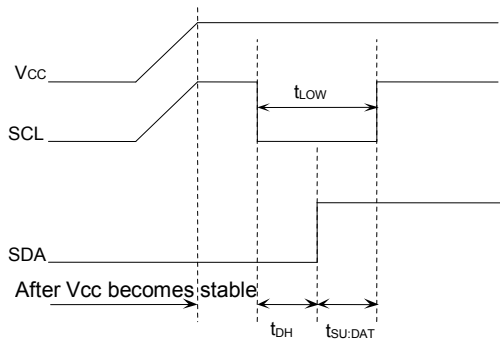 VCC
tLOW
SCL
SDA
After Vcc becomes stable
tDH
tSU:DAT